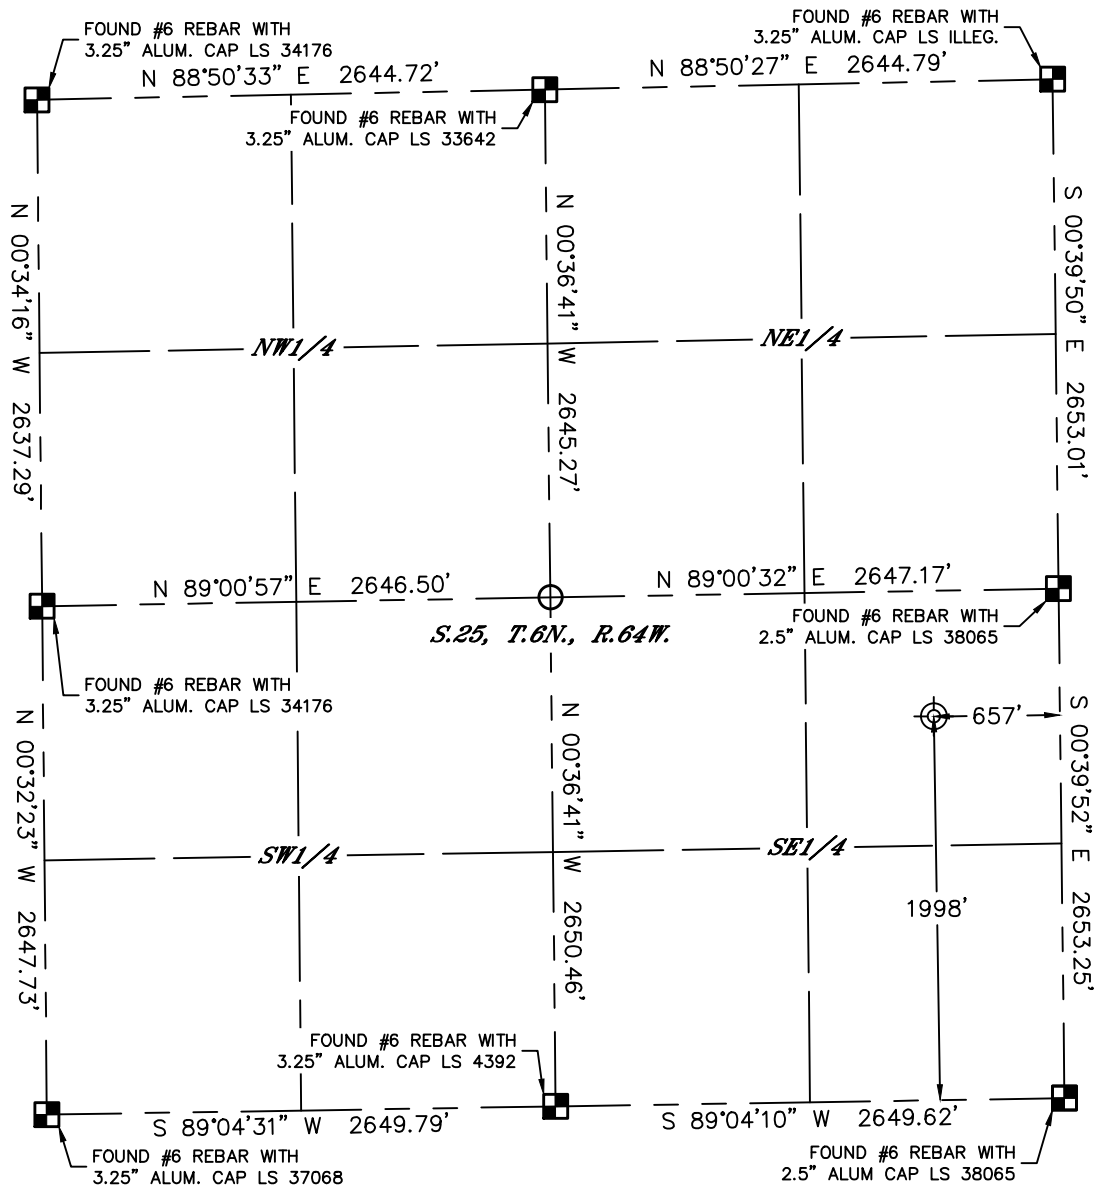 FOUND #6 REBAR WITH
3.25" ALUM. CAP LS 34176
FOUND #6 REBAR WITH
3.25" ALUM. CAP LS ILLEG.
N 88°50'33" E 2644.72'
N 88°50'27" E 2644.79'
FOUND #6 REBAR WITH
3.25" ALUM. CAP LS 33642
N 00°34'16" W 2637.29'
N 00°36'41" W 2645.27'
S 00°39'50" E 2653.01'
NW1/4
NE1/4
N 89°00'57" E 2646.50'
N 89°00'32" E 2647.17'
FOUND #6 REBAR WITH
2.5" ALUM. CAP LS 38065
S.25, T.6N., R.64W.
FOUND #6 REBAR WITH
3.25" ALUM. CAP LS 34176
657'
N 00°32'23" W 2647.73'
N 00°36'41" W 2650.46'
S 00°39'52" E 2653.25'
SW1/4
SE1/4
1998'
FOUND #6 REBAR WITH
3.25" ALUM. CAP LS 4392
S 89°04'31" W 2649.79'
S 89°04'10" W 2649.62'
FOUND #6 REBAR WITH
3.25" ALUM. CAP LS 37068
FOUND #6 REBAR WITH
2.5" ALUM CAP LS 38065